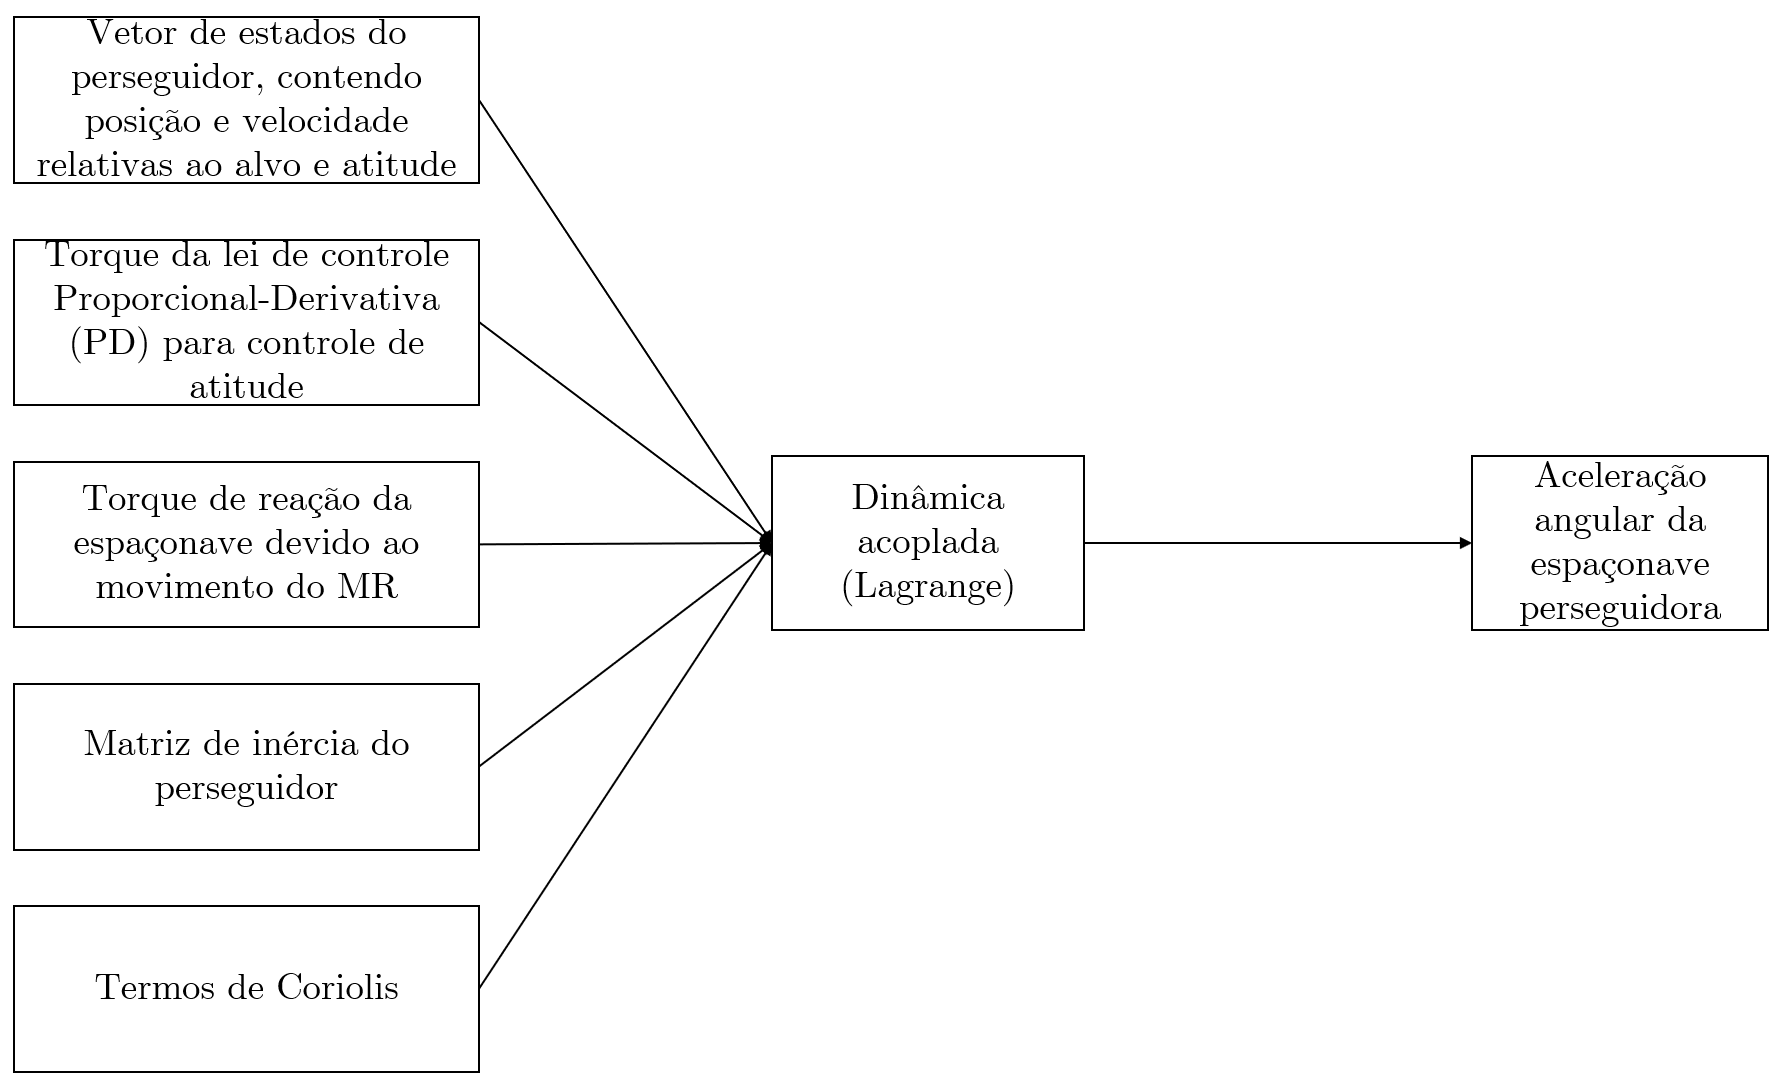 Vetor de estados do
perseguidor, contendo
posição e velocidade
relativas ao alvo e atitude
Torque da lei de controle
Proporcional-Derivativa
(PD) para controle de
atitude
Torque de reação da
espaçonave devido ao
movimento do MR
Matriz de inércia do
perseguidor
Termos de Coriolis
Dinâmica
acoplada
(Lagrange)
Aceleração
angular da
espaçonave
perseguidora